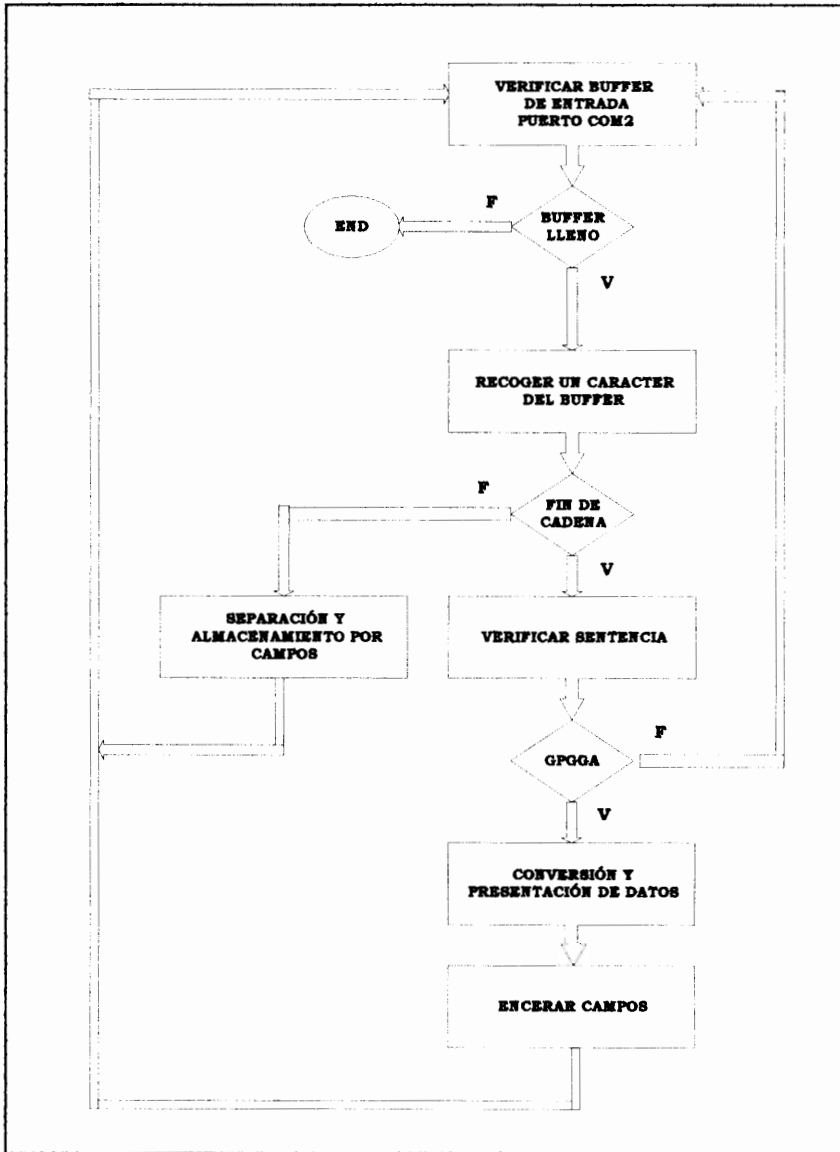 VERIFICAR BUFFER
DE ENTRADA
PUERTO COM2
F
END
BUFFER
LLENO
V
RECOGER UN CARACTER
DEL BUFFER
F
FIN DE
CADENA
V
SEPARACIÓN Y
ALMACENAMIENTO POR
CAMPOS
VERIFICAR SENTENCIA
F
GPGGA
V
CONVERSIÓN Y
PRESENTACIÓN DE DATOS
ENCERAR CAMPOS